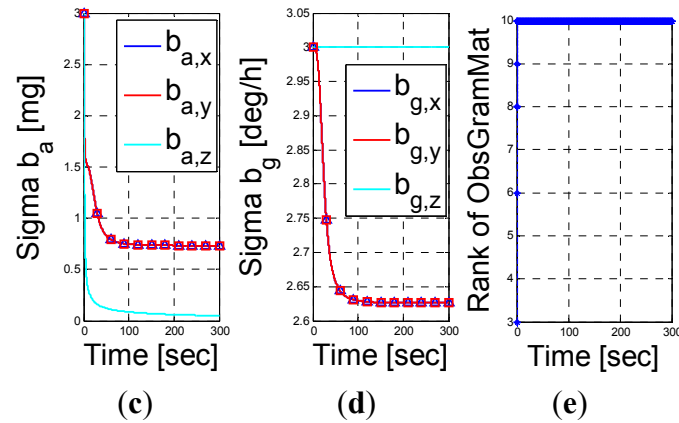 Sigma b_a [mg]
3
2.5
2
1.5
1
0.5
0
b_a,x
b_a,y
b_a,z
0 100 200 300
Time [sec]
(c)
Sigma b_g [deg/h]
3.05
3
2.95
2.9
2.85
2.8
2.75
2.7
2.65
2.6
b_g,x
b_g,y
b_g,z
0 100 200 300
Time [sec]
(d)
Rank of ObsGramMat
10
9
8
7
6
5
4
3
0 100 200 300
Time [sec]
(e)